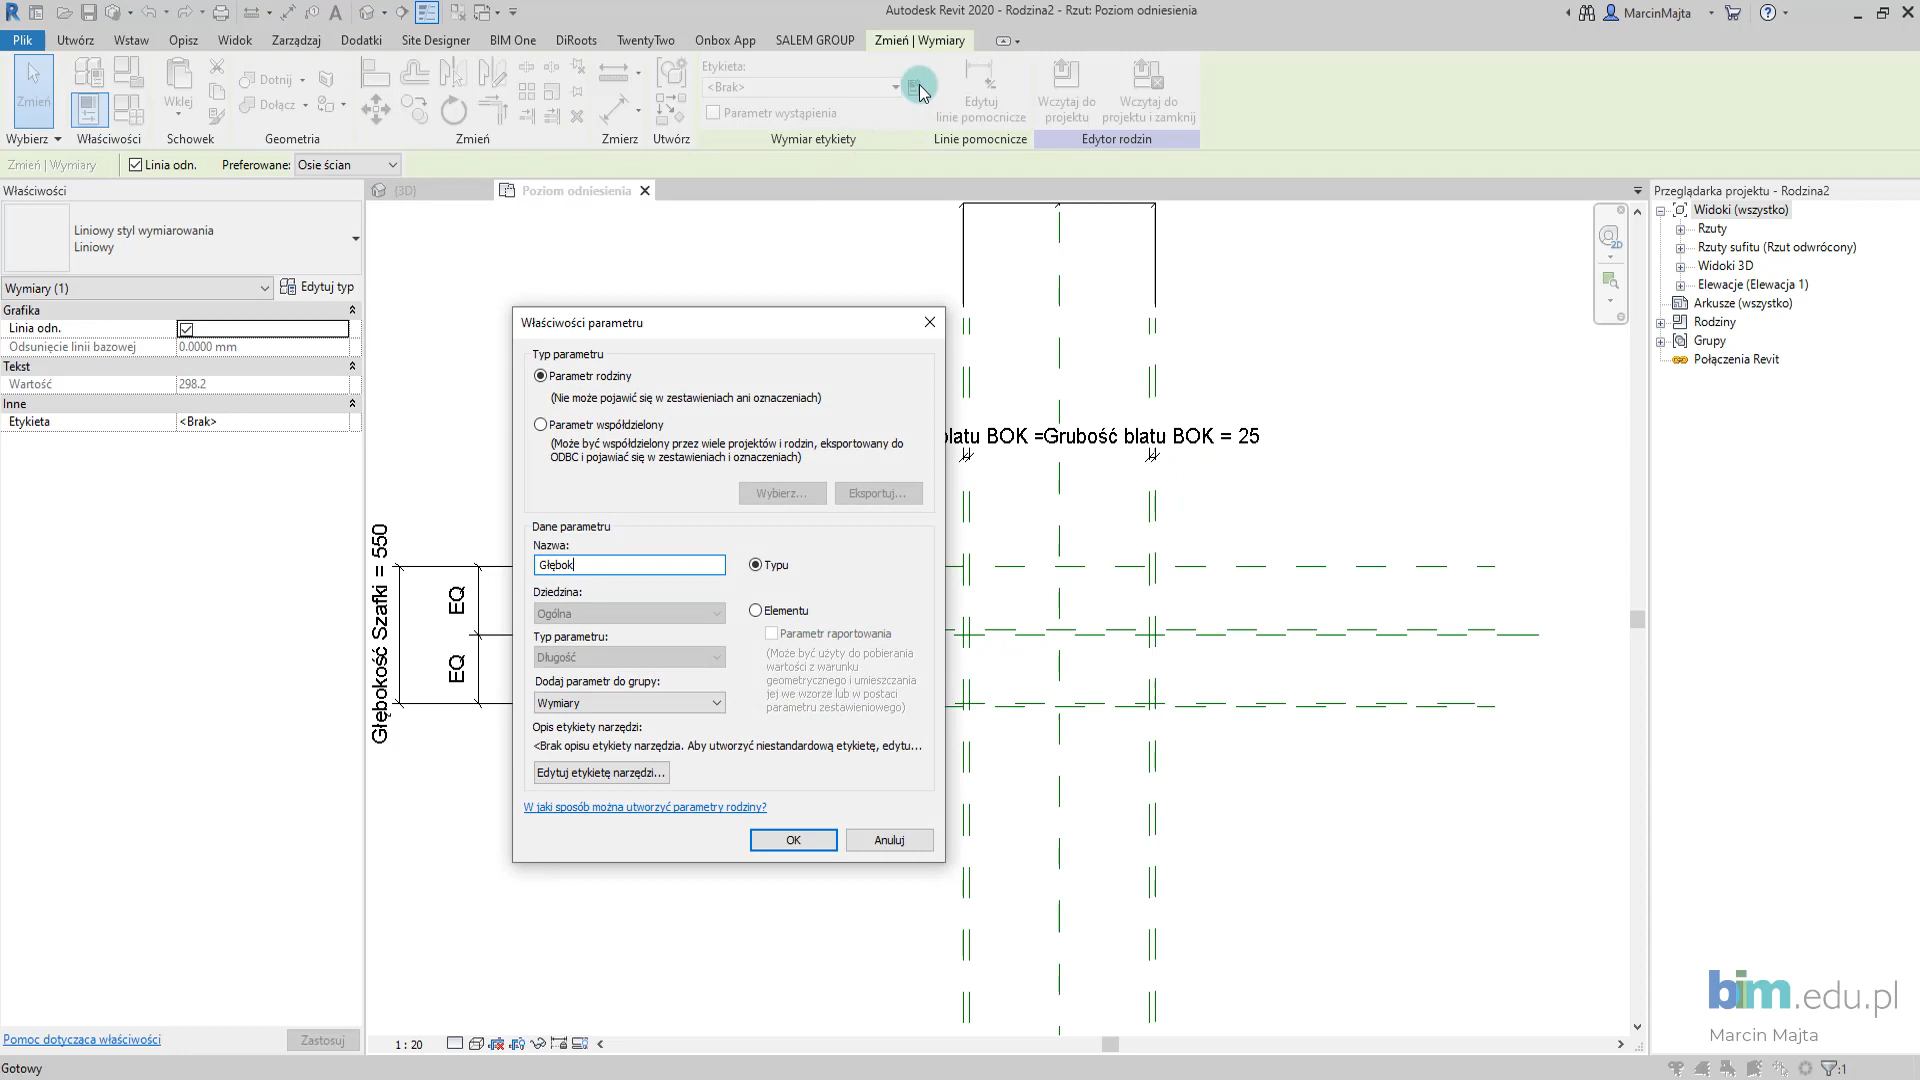 Autodesk Revit 2020 - Rodzina2 - Rzut: Poziom odniesienia
MarcinMajta
Plik
Utwórz
Wstaw
Opisz
Widok
Zarządzaj
Dodatki
Site Designer
BIM One
DiRoots
TwentyTwo
Onbox App
SALEM GROUP
Zmień | Wymiary
Zmień
Wklej
Dotnij
Dołącz
Etykieta:
<Brak>
Parametr wystąpienia
Edytuj
linie pomocnicze
Wczytaj do
projektu
Wczytaj do
projektu i zamknij
Wybierz
Właściwości
Schowek
Geometria
Zmień
Zmierz
Utwórz
Wymiar etykiety
Linie pomocnicze
Edytor rodzin
Zmień | Wymiary
Linia odn.
Preferowane:
Osie ścian
Właściwości
{3D}
Poziom odniesienia
Przeglądarka projektu - Rodzina2
Liniowy styl wymiarowania
Liniowy
Wymiary (1)
Edytuj typ
Grafika
Linia odn.
Odsunięcie linii bazowej
0.0000 mm
Tekst
Wartość
298.2
Inne
Etykieta
<Brak>
Widoki (wszystko)
Rzuty
Rzuty sufitu (Rzut odwrócony)
Widoki 3D
Elewacje (Elewacja 1)
Arkusze (wszystko)
Rodziny
Grupy
Połączenia Revit
2D
Właściwości parametru
Typ parametru
Parametr rodziny
(Nie może pojawić się w zestawieniach ani oznaczeniach)
Parametr współdzielony
(Może być współdzielony przez wiele projektów i rodzin, eksportowany do
ODBC i pojawiać się w zestawieniach i oznaczeniach)
Wybierz...
Eksportuj...
Dane parametru
Nazwa:
Głębok
Typu
Dziedzina:
Ogólna
Elementu
Typ parametru:
Parametr raportowania
Długość
(Może być użyty do pobierania
wartości z warunku
geometrycznego i umieszczania
jej we wzorze lub w postaci
parametru zestawieniowego)
Dodaj parametr do grupy:
Wymiary
Opis etykiety narzędzi:
<Brak opisu etykiety narzędzia. Aby utworzyć niestandardową etykietę, edytu...
Edytuj etykietę narzędzi...
W jaki sposób można utworzyć parametry rodziny?
OK
Anuluj
blatu BOK =Grubość blatu BOK = 25
Głębokość Szafki = 550
EQ
EQ
bim.edu.pl
Marcin Majta
Pomoc dotycząca właściwości
Zastosuj
1 : 20
Gotowy
:1